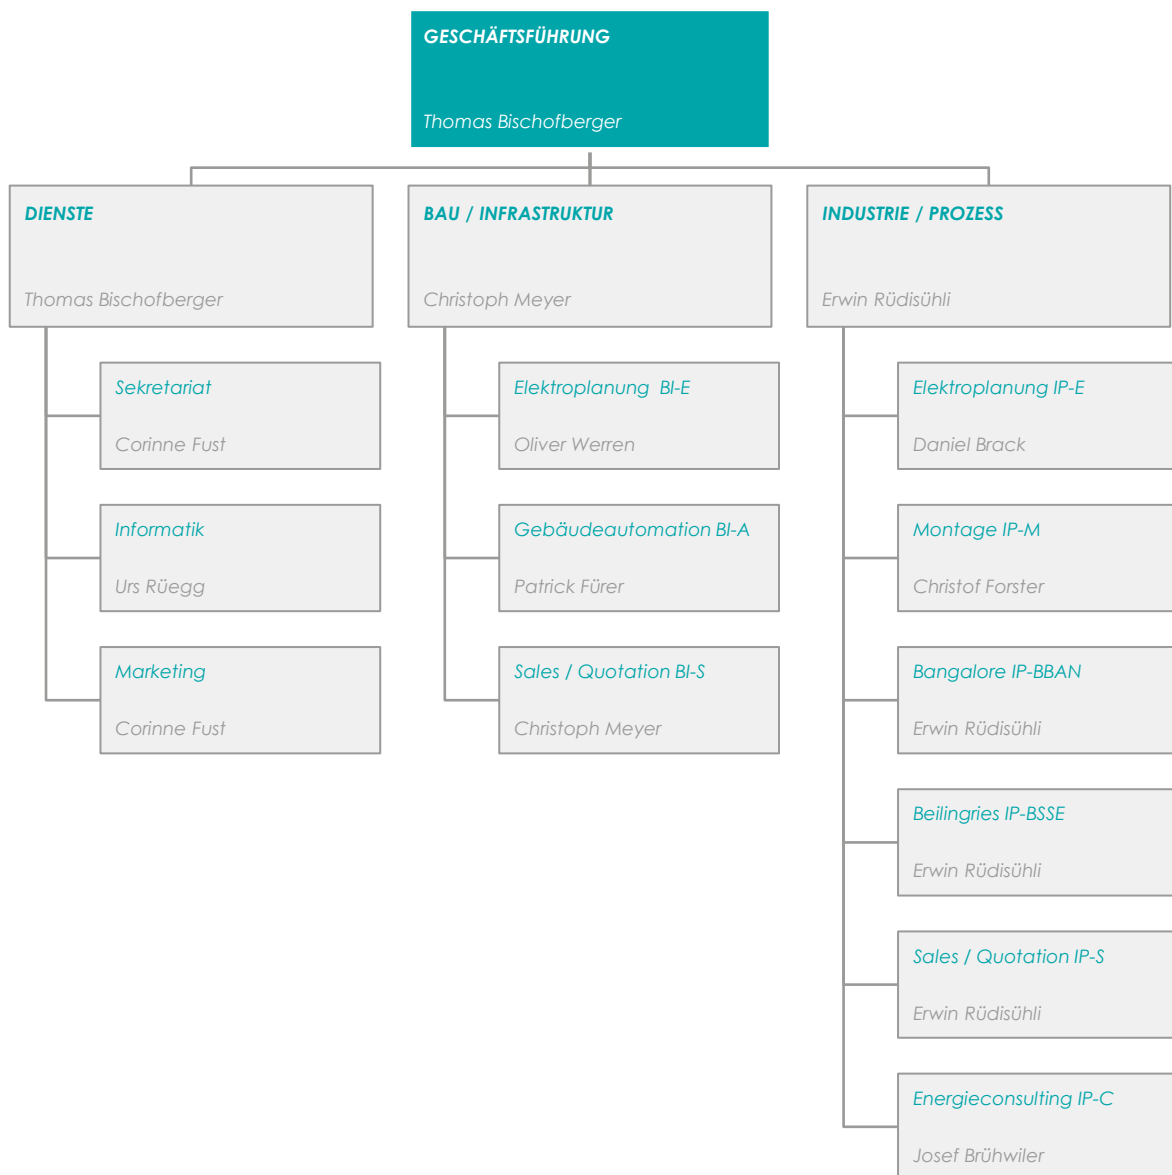 GESCHÄFTSFÜHRUNG
Thomas Bischofberger
DIENSTE
Thomas Bischofberger
Sekretariat
Corinne Fust
Informatik
Urs Rüegg
Marketing
Corinne Fust
BAU / INFRASTRUKTUR
Christoph Meyer
Elektroplanung BI-E
Oliver Werren
Gebäudeautomation BI-A
Patrick Fürer
Sales / Quotation BI-S
Christoph Meyer
INDUSTRIE / PROZESS
Erwin Rüdisühli
Elektroplanung IP-E
Daniel Brack
Montage IP-M
Christof Forster
Bangalore IP-BBAN
Erwin Rüdisühli
Beilingries IP-BSSE
Erwin Rüdisühli
Sales / Quotation IP-S
Erwin Rüdisühli
Energieconsulting IP-C
Josef Brühwiler